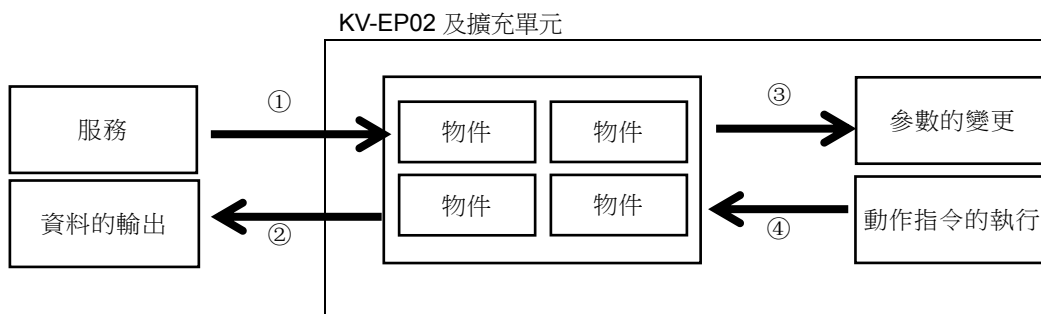 KV-EP02 及擴充單元
①
③
服務
物件
物件
參數的變更
資料的輸出
物件
物件
動作指令的執行
②
④